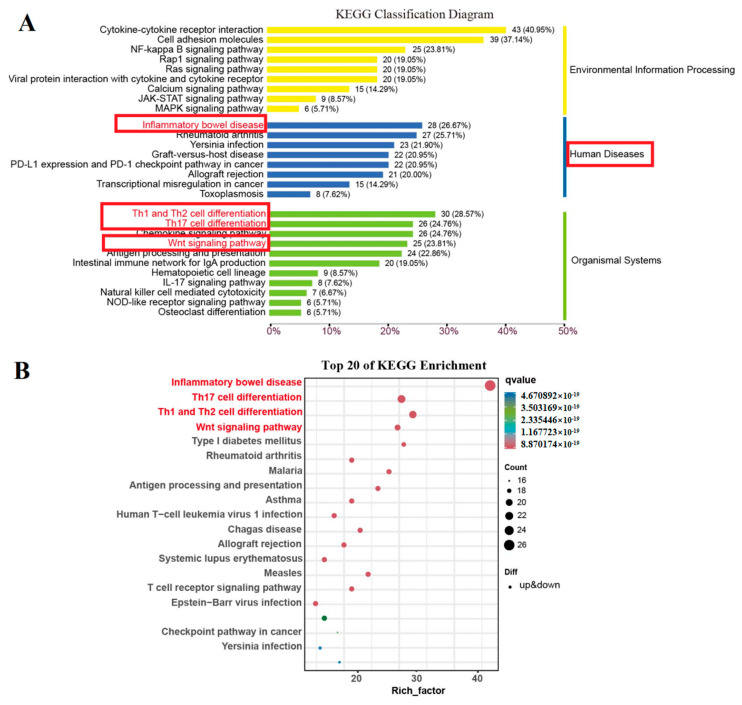 A
KEGG Classification Diagram
Cytokine-cytokine receptor interaction 43 (40.95%)
Cell adhesion molecules 39 (37.14%)
NF-kappa B signaling pathway 25 (23.81%)
Rap1 signaling pathway 20 (19.05%)
Ras signaling pathway 20 (19.05%)
Viral protein interaction with cytokine and cytokine receptor 20 (19.05%)
Calcium signaling pathway 15 (14.29%)
JAK-STAT signaling pathway 9 (8.57%)
MAPK signaling pathway 6 (5.71%)
Environmental Information Processing
Inflammatory bowel disease 28 (26.67%)
Rheumatoid arthritis 27 (25.71%)
Yersinia infection 23 (21.90%)
Graft-versus-host disease 22 (20.95%)
PD-L1 expression and PD-1 checkpoint pathway in cancer 22 (20.95%)
Allograft rejection 21 (20.00%)
Transcriptional misregulation in cancer 15 (14.29%)
Toxoplasmosis 8 (7.62%)
Human Diseases
Th1 and Th2 cell differentiation 30 (28.57%)
Th17 cell differentiation 26 (24.76%)
Chemokine signaling pathway 26 (24.76%)
Wnt signaling pathway 25 (23.81%)
Antigen processing and presentation 24 (22.86%)
Intestinal immune network for IgA production 20 (19.05%)
Hematopoietic cell lineage 9 (8.57%)
IL-17 signaling pathway 8 (7.62%)
Natural killer cell mediated cytotoxicity 7 (6.67%)
NOD-like receptor signaling pathway 6 (5.71%)
Osteoclast differentiation 6 (5.71%)
Organismal Systems
0% 10% 20% 30% 40% 50%
B
Top 20 of KEGG Enrichment
Inflammatory bowel disease
Th17 cell differentiation
Th1 and Th2 cell differentiation
Wnt signaling pathway
Type I diabetes mellitus
Rheumatoid arthritis
Malaria
Antigen processing and presentation
Asthma
Human T-cell leukemia virus 1 infection
Chagas disease
Allograft rejection
Systemic lupus erythematosus
Measles
T cell receptor signaling pathway
Epstein-Barr virus infection
Checkpoint pathway in cancer
Yersinia infection
20 30 40
Rich_factor
qvalue
4.670892×10⁻¹⁹
3.503169×10⁻¹⁹
2.335446×10⁻¹⁹
1.167723×10⁻¹⁹
8.870174×10⁻¹⁹
Count
16
18
20
22
24
26
Diff
up&down